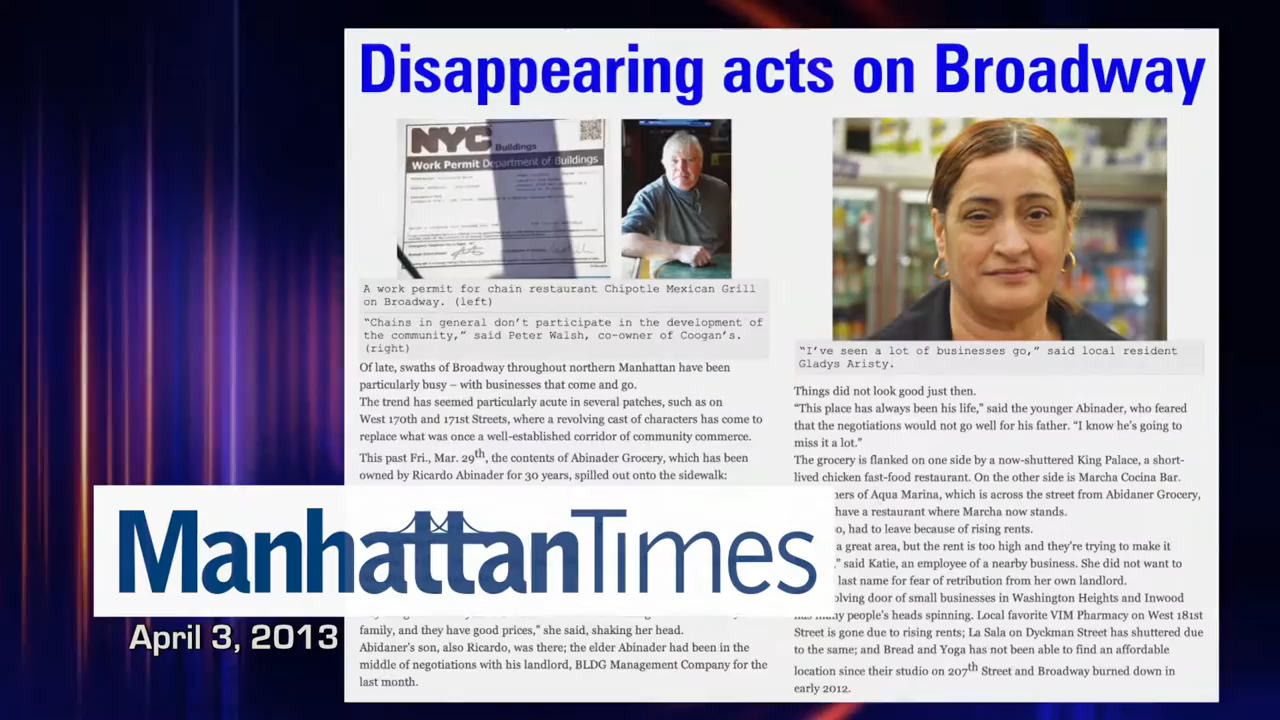 Disappearing acts on Broadway
NYC Buildings
Work Permit Department of Buildings
A work permit for chain restaurant Chipotle Mexican Grill
on Broadway. (left)
“Chains in general don’t participate in the development of
the community,” said Peter Walsh, co-owner of Coogan’s.
(right)
Of late, swaths of Broadway throughout northern Manhattan have been
particularly busy – with businesses that come and go.
The trend has seemed particularly acute in several patches, such as on
West 170th and 171st Streets, where a revolving cast of characters has come to
replace what was once a well-established corridor of community commerce.
This past Fri., Mar. 29th, the contents of Abinader Grocery, which has been
owned by Ricardo Abinader for 30 years, spilled out onto the sidewalk:
family, and they have good prices,” she said, shaking her head.
Abidaner’s son, also Ricardo, was there; the elder Abinader had been in the
middle of negotiations with his landlord, BLDG Management Company for the
last month.
“I’ve seen a lot of businesses go,” said local resident
Gladys Aristy.
Things did not look good just then.
“This place has always been his life,” said the younger Abinader, who feared
that the negotiations would not go well for his father. “I know he’s going to
miss it a lot.”
The grocery is flanked on one side by a now-shuttered King Palace, a short-
lived chicken fast-food restaurant. On the other side is Marcha Cocina Bar.
of Aqua Marina, which is across the street from Abidaner Grocery,
have a restaurant where Marcha now stands.
had to leave because of rising rents.
a great area, but the rent is too high and they’re trying to make it
” said Katie, an employee of a nearby business. She did not want to
last name for fear of retribution from her own landlord.
door of small businesses in Washington Heights and Inwood
people’s heads spinning. Local favorite VIM Pharmacy on West 181st
Street is gone due to rising rents; La Sala on Dyckman Street has shuttered due
to the same; and Bread and Yoga has not been able to find an affordable
location since their studio on 207th Street and Broadway burned down in
early 2012.
ManhattanTimes
April 3, 2013